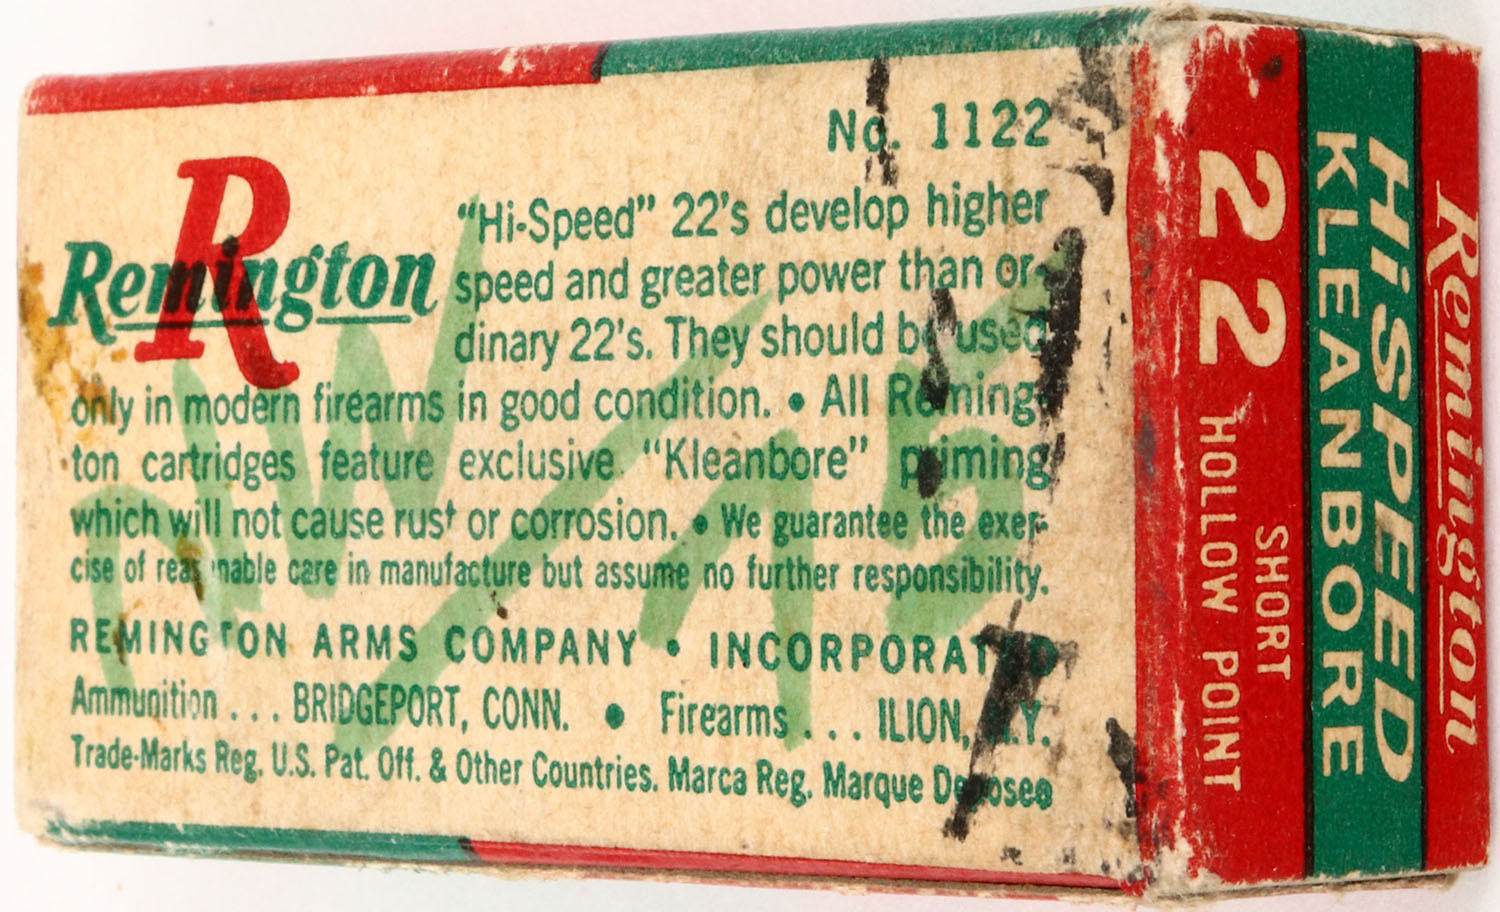 No. 1122
R
Remington
"Hi-Speed" 22's develop higher
speed and greater power than or-
dinary 22's. They should be used
only in modern firearms in good condition. • All Reming-
ton cartridges feature exclusive "Kleanbore" priming
which will not cause rust or corrosion. • We guarantee the exer-
cise of reasonable care in manufacture but assume no further responsibility.
REMINGTON ARMS COMPANY • INCORPORATED
Ammunition . . . BRIDGEPORT, CONN. • Firearms . . . ILION, N.Y.
Trade-Marks Reg. U.S. Pat. Off. & Other Countries. Marca Reg. Marque Deposee
Remington
HiSPEED
KLEANBORE
22 SHORT
HOLLOW POINT